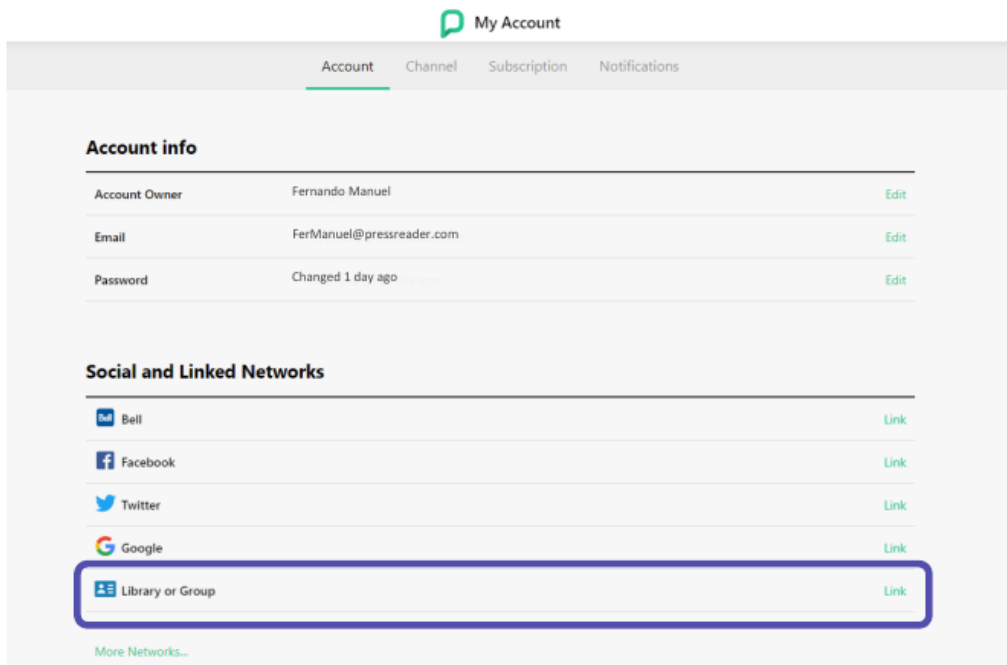 My Account
Account Channel Subscription Notifications
Account info
Account Owner Fernando Manuel Edit
Email FerManuel@pressreader.com Edit
Password Changed 1 day ago Edit
Social and Linked Networks
Bell Bell Link
Facebook Link
Twitter Link
Google Link
Library or Group Link
More Networks...